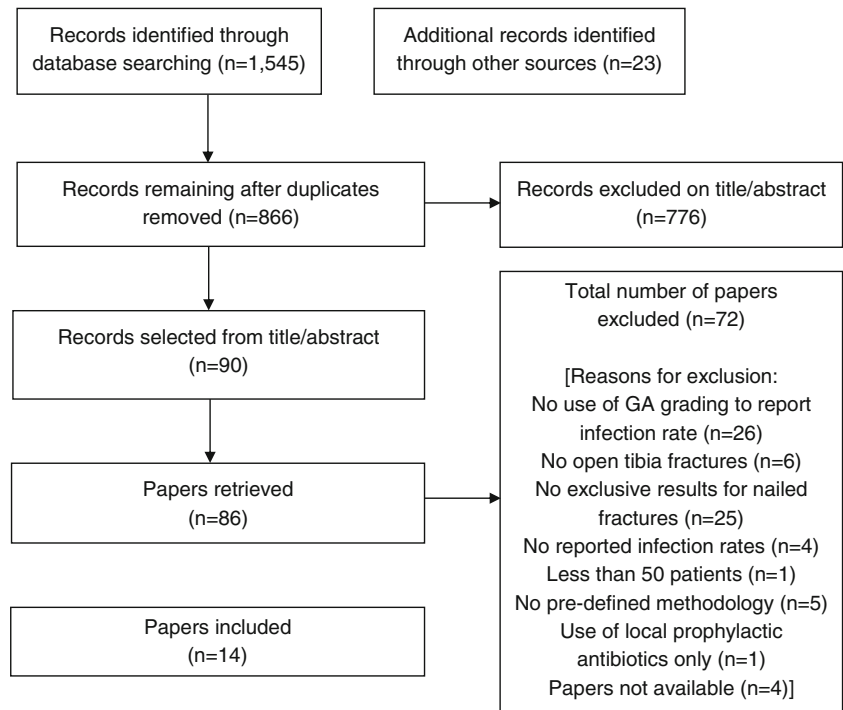 Records identified through
database searching (n=1,545)
Additional records identified
through other sources (n=23)
Records remaining after duplicates
removed (n=866)
Records excluded on title/abstract
(n=776)
Records selected from title/abstract
(n=90)
Papers retrieved
(n=86)
Total number of papers
excluded (n=72)
[Reasons for exclusion:
No use of GA grading to report
infection rate (n=26)
No open tibia fractures (n=6)
No exclusive results for nailed
fractures (n=25)
No reported infection rates (n=4)
Less than 50 patients (n=1)
No pre-defined methodology (n=5)
Use of local prophylactic
antibiotics only (n=1)
Papers not available (n=4)]
Papers included
(n=14)